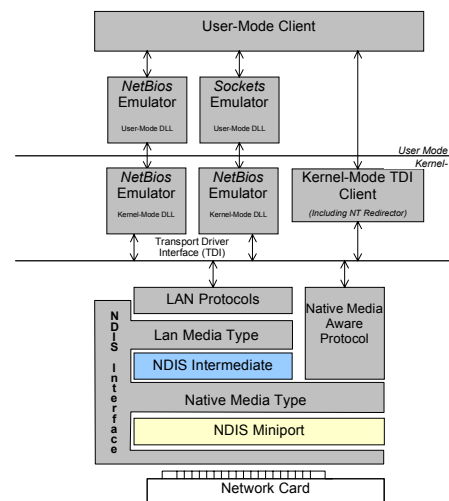 User-Mode Client
NetBios
Emulator
User-Mode DLL
Sockets
Emulator
User-Mode DLL
User Mode
Kernel-
NetBios
Emulator
Kernel-Mode DLL
NetBios
Emulator
Kernel-Mode DLL
Kernel-Mode TDI
Client
(Including NT Redirector)
Transport Driver
Interface (TDI)
LAN Protocols
Native Media
Aware
Protocol
NDIS Interface
Lan Media Type
NDIS Intermediate
Native Media Type
NDIS Miniport
Network Card